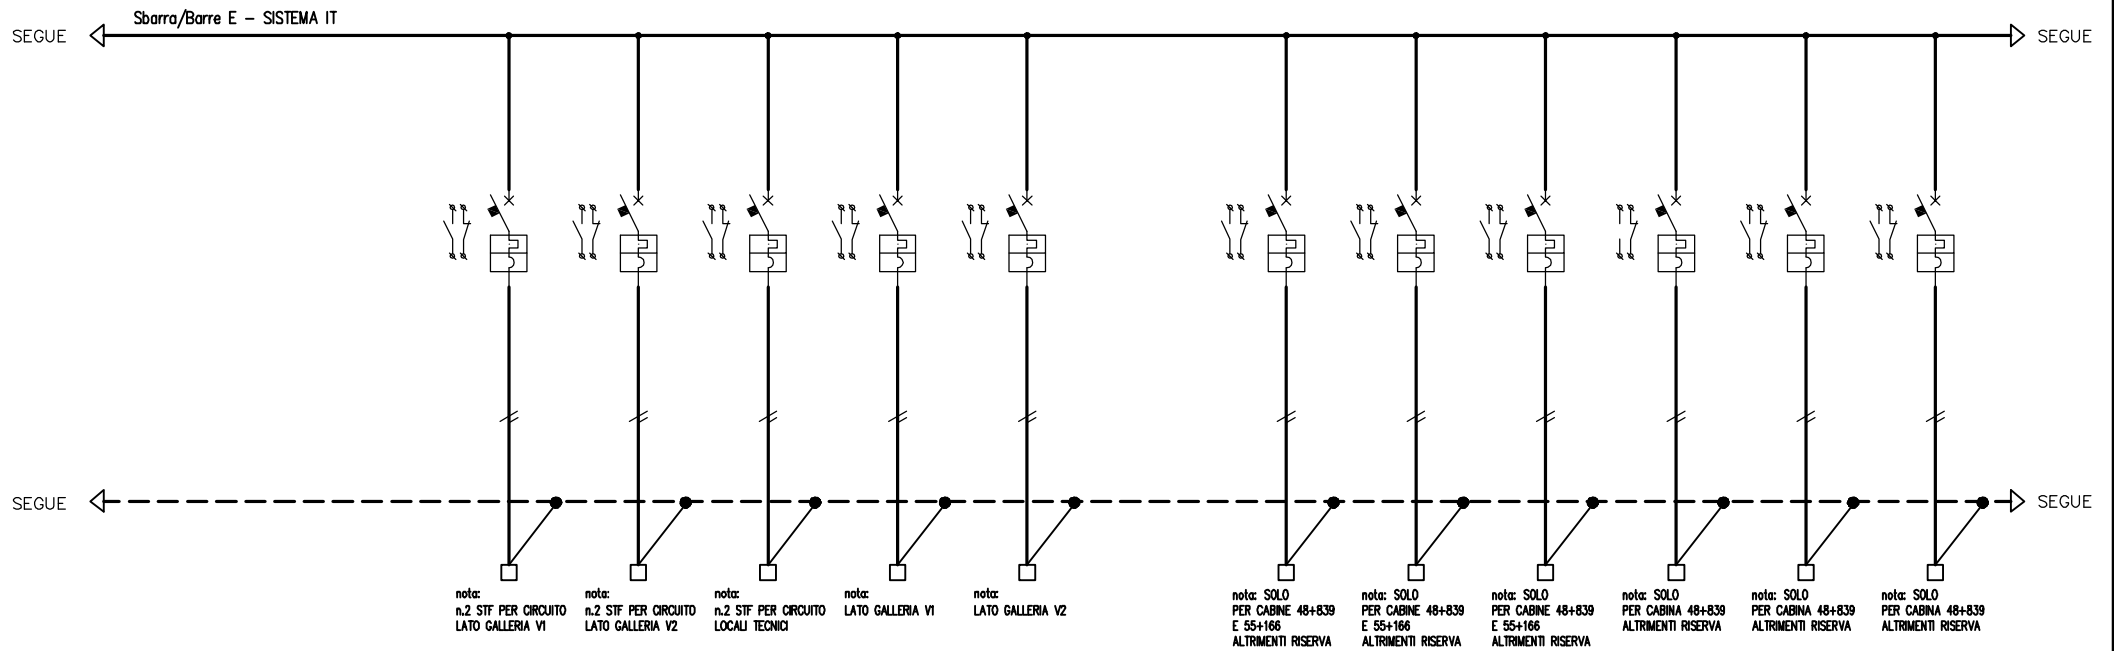 Sbarra/Barre E - SISTEMA IT
SEGUE
SEGUE
SEGUE
SEGUE
nota:
n.2 STF PER CIRCUITO
LATO GALLERIA V1
nota:
n.2 STF PER CIRCUITO
LATO GALLERIA V2
nota:
n.2 STF PER CIRCUITO
LOCALI TECNICI
nota:
LATO GALLERIA V1
nota:
LATO GALLERIA V2
nota: SOLO
PER CABINE 48+839
E 55+166
ALTRIMENTI RISERVA
nota: SOLO
PER CABINE 48+839
E 55+166
ALTRIMENTI RISERVA
nota: SOLO
PER CABINE 48+839
E 55+166
ALTRIMENTI RISERVA
nota: SOLO
PER CABINA 48+839
ALTRIMENTI RISERVA
nota: SOLO
PER CABINA 48+839
ALTRIMENTI RISERVA
nota: SOLO
PER CABINA 48+839
ALTRIMENTI RISERVA